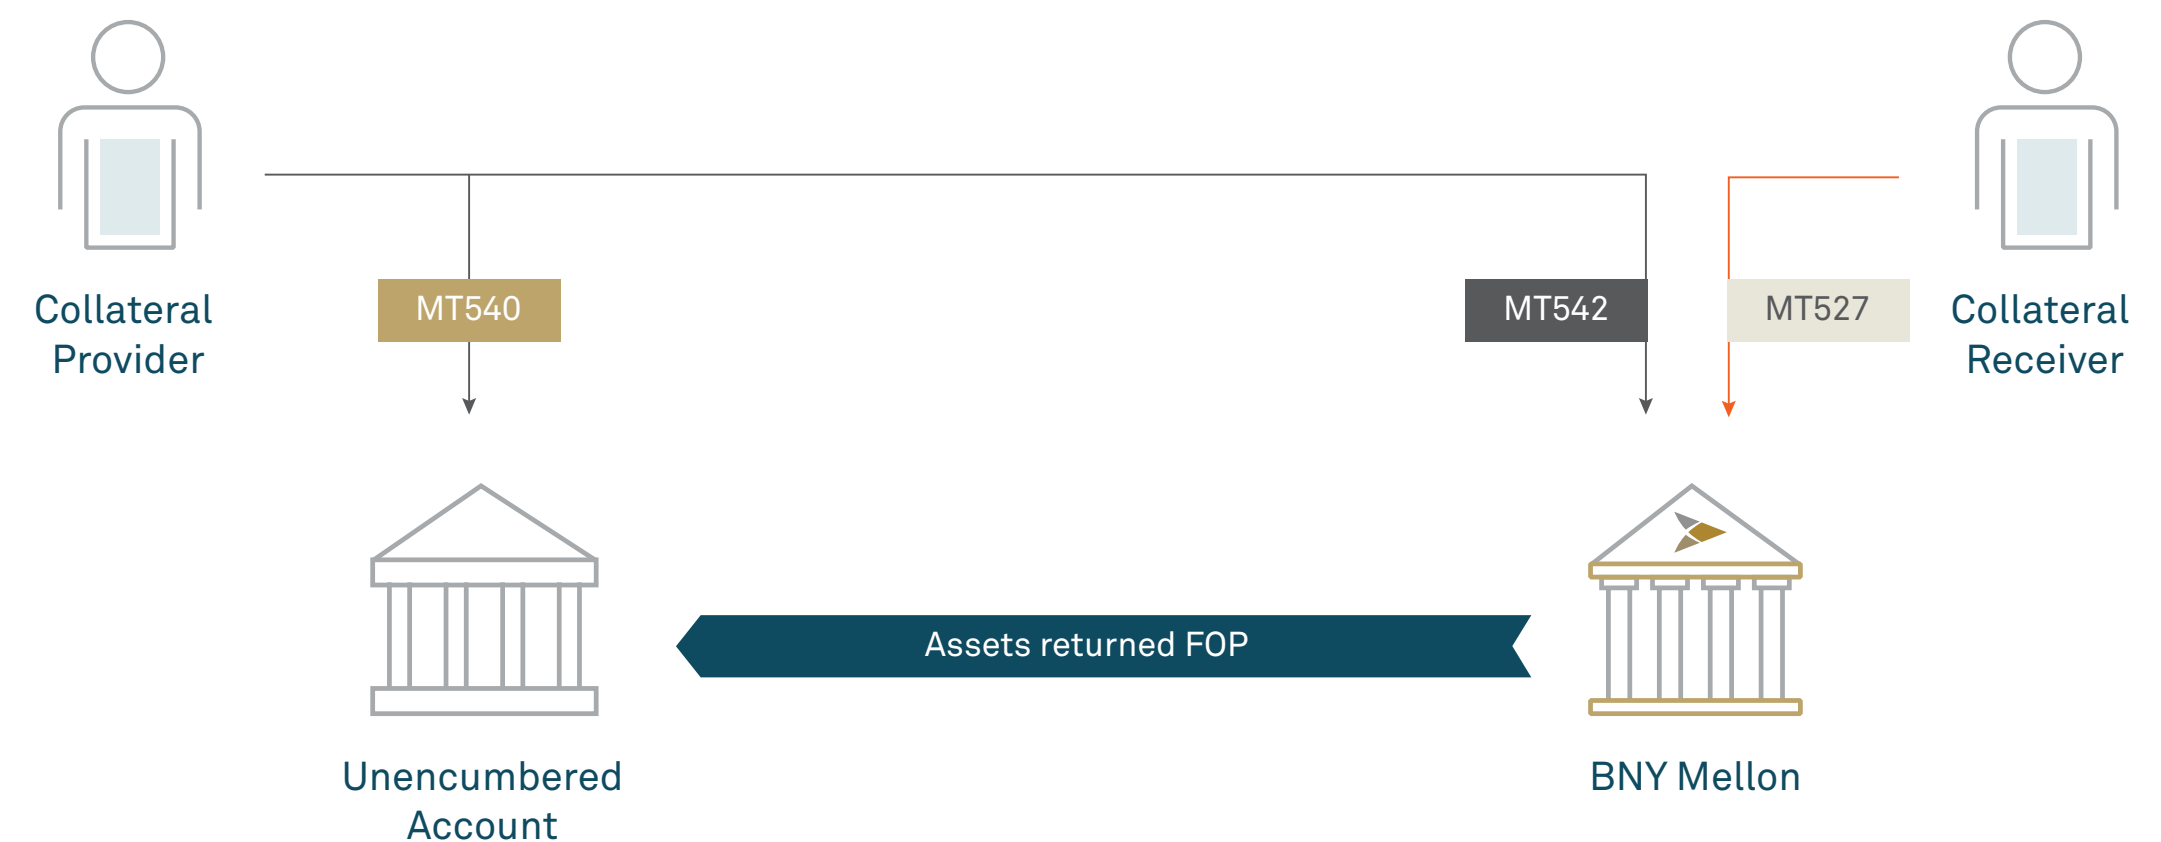 Collateral
Provider
MT540
MT542
MT527
Collateral
Receiver
Assets returned FOP
Unencumbered
Account
BNY Mellon